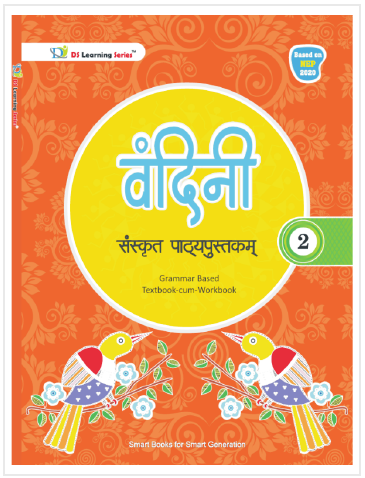 DS Learning Series™
Based on
NEP
2020
वंदिनी
संस्कृत पाठ्यपुस्तकम्
2
Grammar Based
Textbook-cum-Workbook
Smart Books for Smart Generation